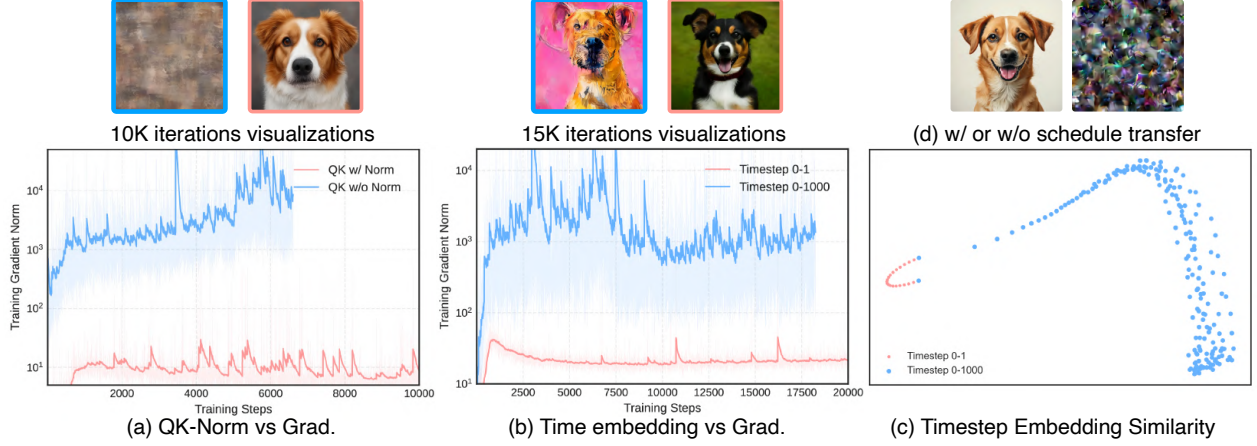 10K iterations visualizations
15K iterations visualizations
(d) w/ or w/o schedule transfer
Training Gradient Norm
10⁴
10³
10²
10¹
QK w/ Norm
QK w/o Norm
2000
4000
6000
8000
10000
Training Steps
(a) QK-Norm vs Grad.
Training Gradient Norm
10⁴
10³
10²
10¹
Timestep 0-1
Timestep 0-1000
2500
5000
7500
10000
12500
15000
17500
20000
Training Steps
(b) Time embedding vs Grad.
Timestep 0-1
Timestep 0-1000
(c) Timestep Embedding Similarity